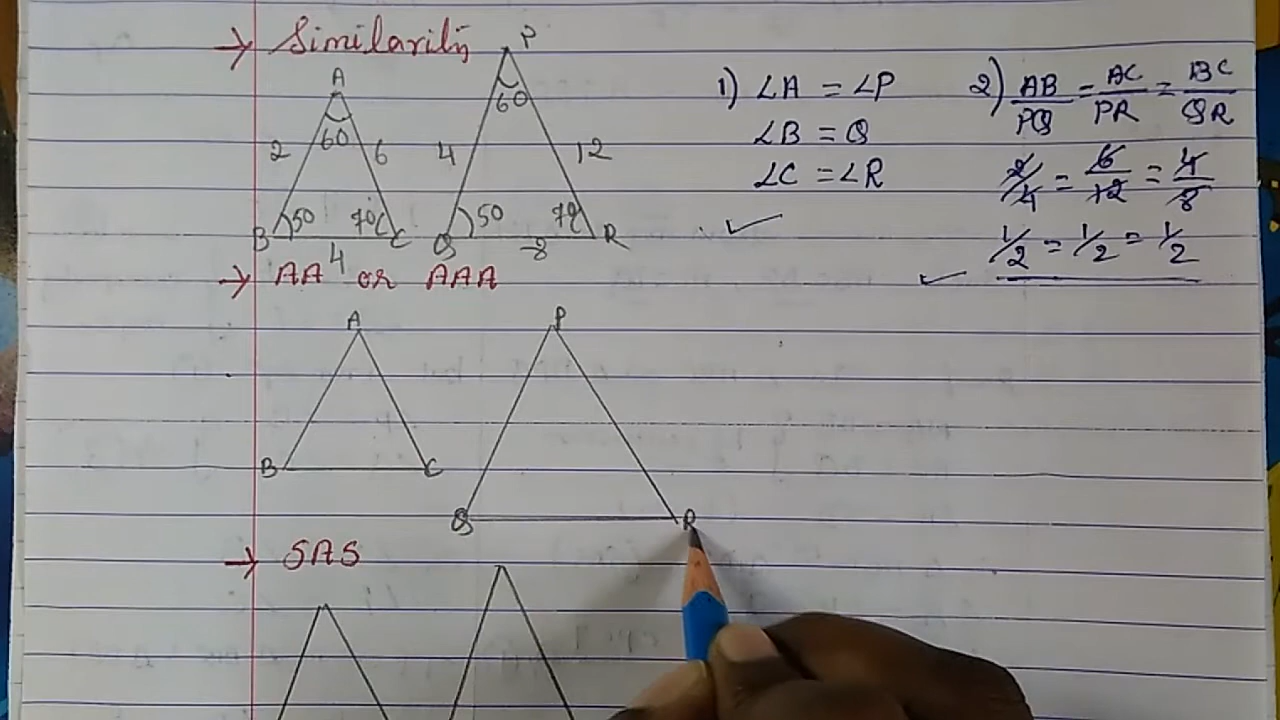 → Similarity
A
60
2
6
50
70
B
C
4
P
60
4
12
50
70
Q
R
8
1) ∠A = ∠P
∠B = Q
∠C = ∠R
✓
2) AB/PQ = AC/PR = BC/QR
2/4 = 6/12 = 4/8
1/2 = 1/2 = 1/2
✓
→ AA or AAA
A
B
C
P
Q
R
→ SAS